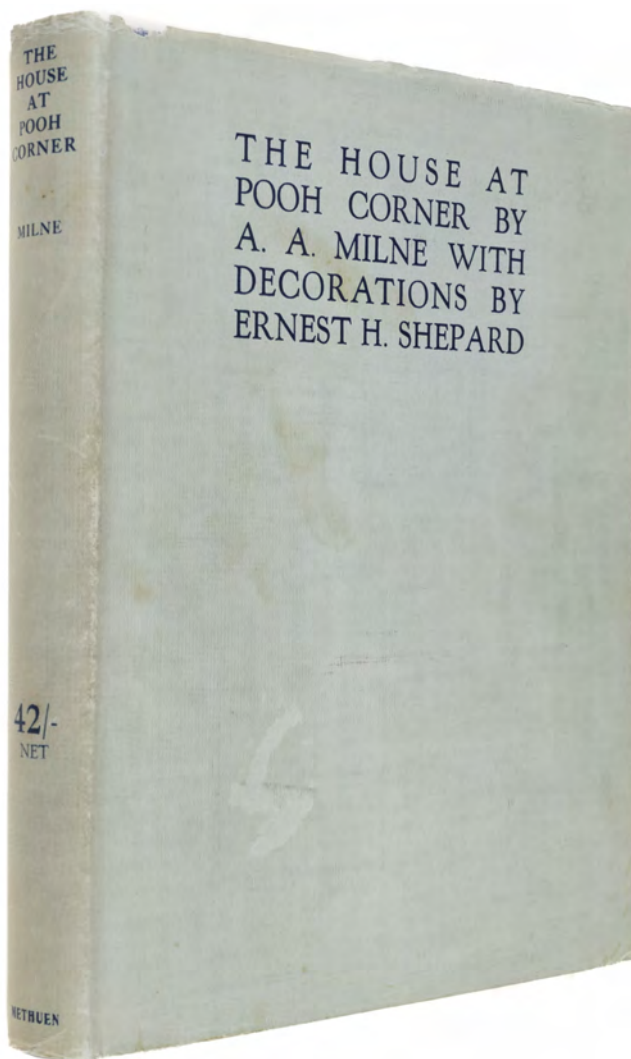 THE
HOUSE
AT
POOH
CORNER
MILNE
42/-
NET
METHUEN
THE HOUSE AT
POOH CORNER BY
A. A. MILNE WITH
DECORATIONS BY
ERNEST H. SHEPARD